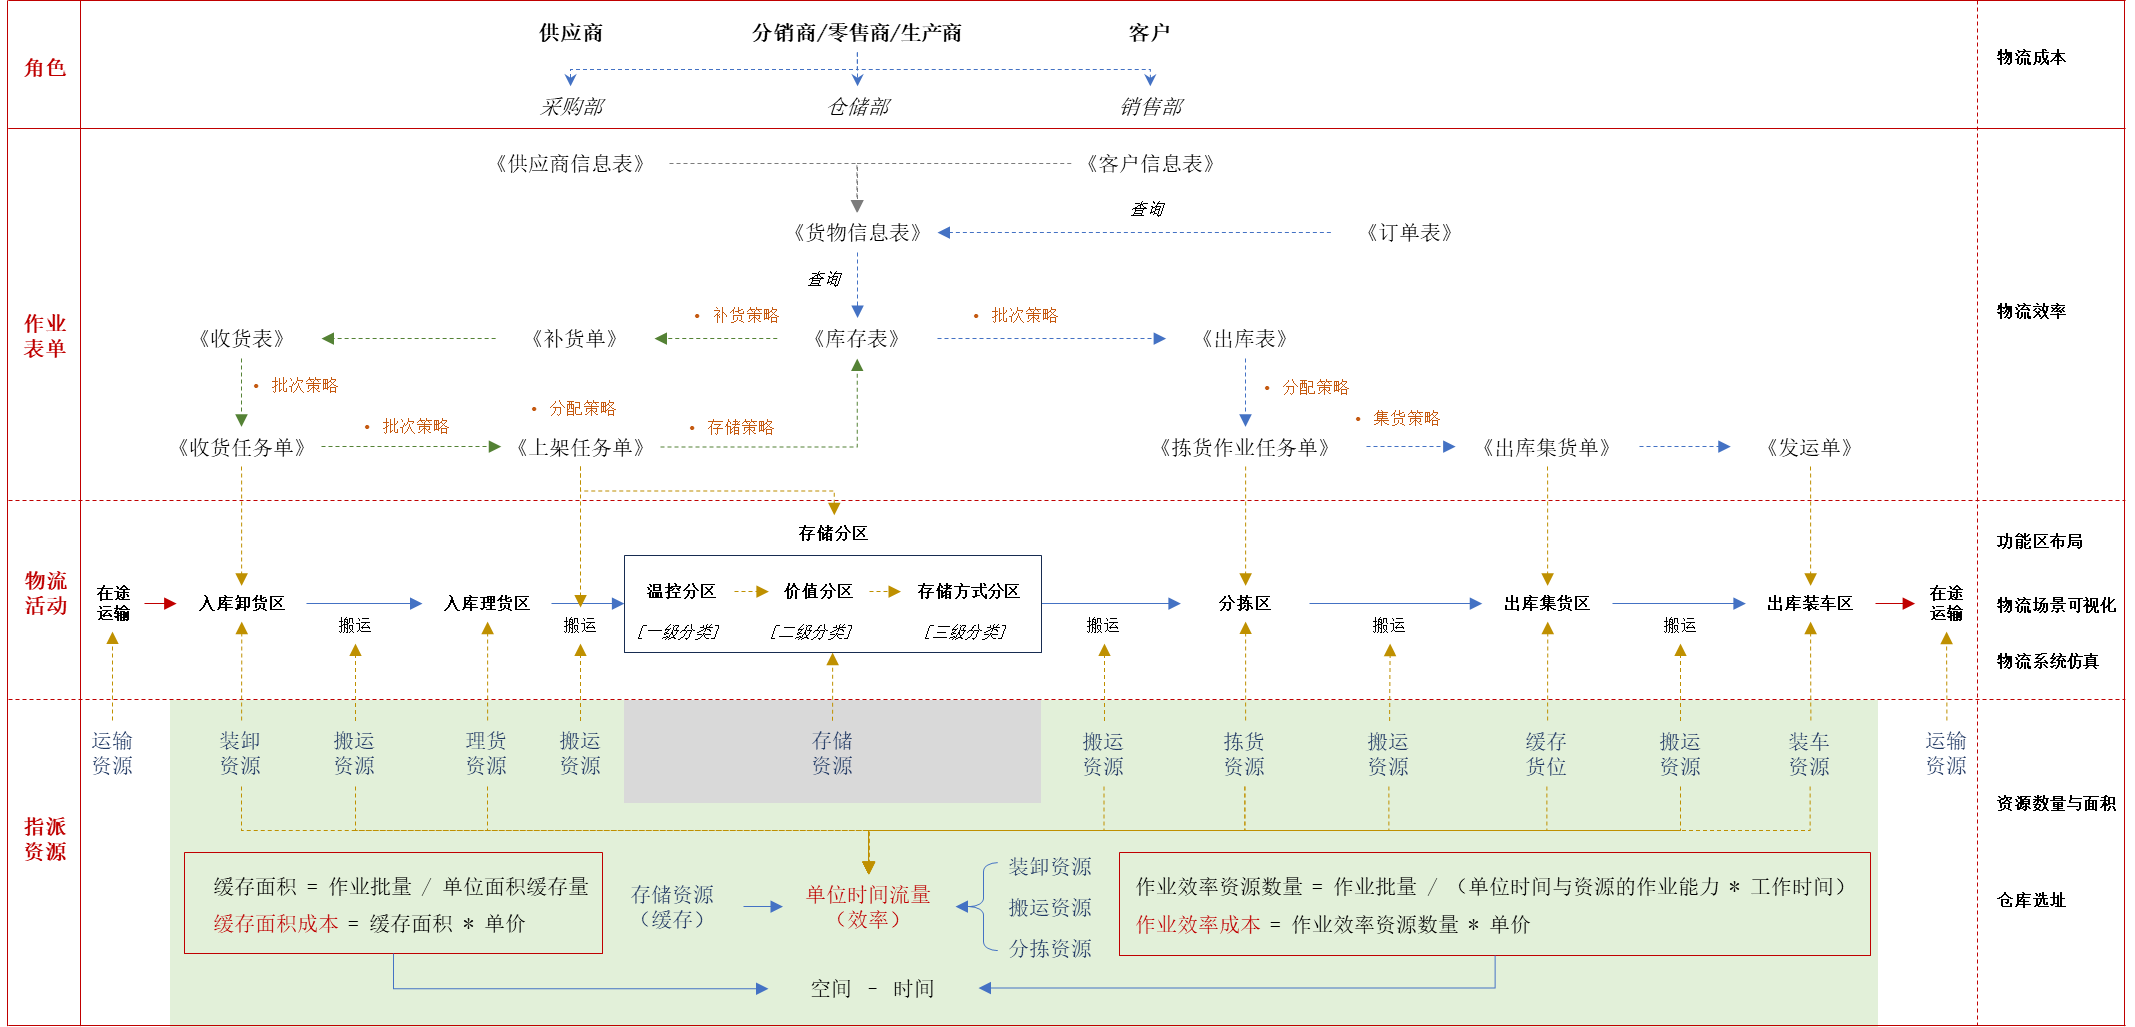 角色
供应商
分销商/零售商/生产商
客户
采购部
仓储部
销售部
物流成本
作业
表单
《供应商信息表》
《客户信息表》
查询
《货物信息表》
《订单表》
查询
• 补货策略
• 批次策略
《收货表》
《补货单》
《库存表》
《出库表》
物流效率
• 批次策略
• 分配策略
• 分配策略
• 批次策略
• 存储策略
• 集货策略
《收货任务单》
《上架任务单》
《拣货作业任务单》
《出库集货单》
《发运单》
物流
活动
存储分区
在途
运输
入库卸货区
搬运
入库理货区
搬运
温控分区
价值分区
存储方式分区
[一级分类]
[二级分类]
[三级分类]
搬运
分拣区
搬运
出库集货区
搬运
出库装车区
在途
运输
功能区布局
物流场景可视化
物流系统仿真
指派
资源
运输
资源
装卸
资源
搬运
资源
理货
资源
搬运
资源
存储
资源
搬运
资源
拣货
资源
搬运
资源
缓存
货位
搬运
资源
装车
资源
运输
资源
资源数量与面积
仓库选址
缓存面积 = 作业批量 / 单位面积缓存量
缓存面积成本 = 缓存面积 * 单价
存储资源
（缓存）
单位时间流量
（效率）
装卸资源
搬运资源
分拣资源
作业效率资源数量 = 作业批量 / （单位时间与资源的作业能力 * 工作时间）
作业效率成本 = 作业效率资源数量 * 单价
空间 - 时间